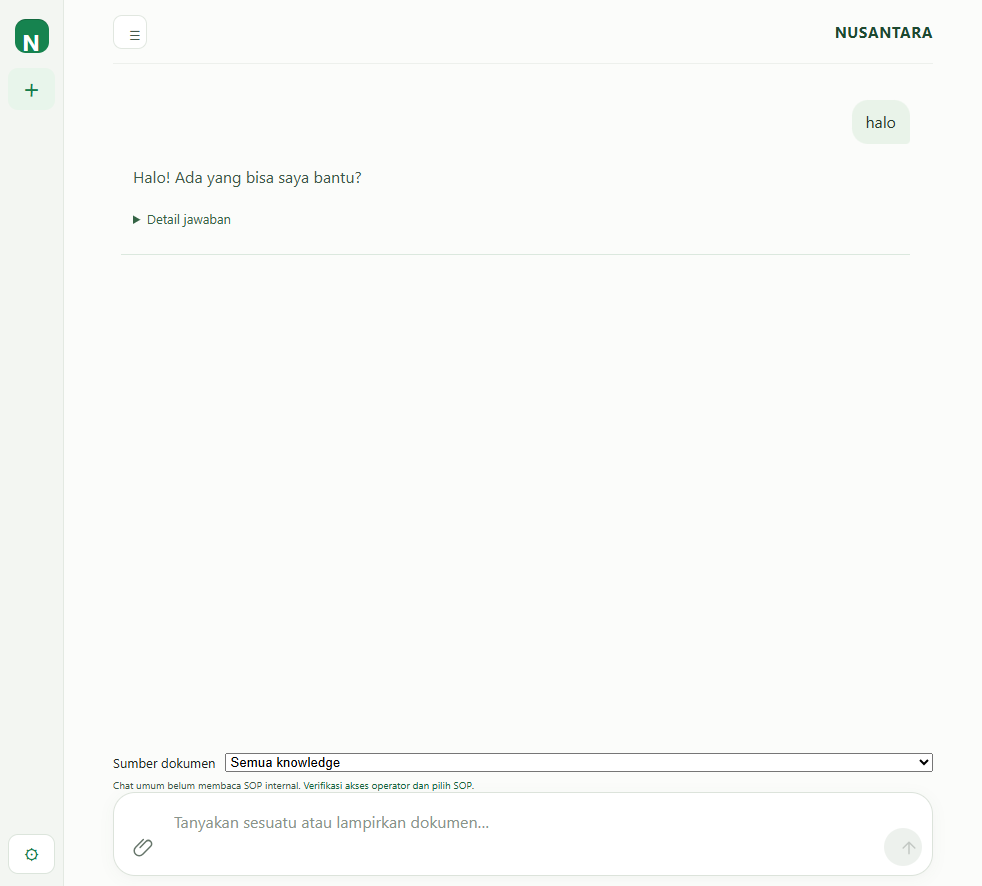 N
NUSANTARA
+
halo
Halo! Ada yang bisa saya bantu?
Detail jawaban
Sumber dokumen Semua knowledge
Chat umum belum membaca SOP internal. Verifikasi akses operator dan pilih SOP.
Tanyakan sesuatu atau lampirkan dokumen...